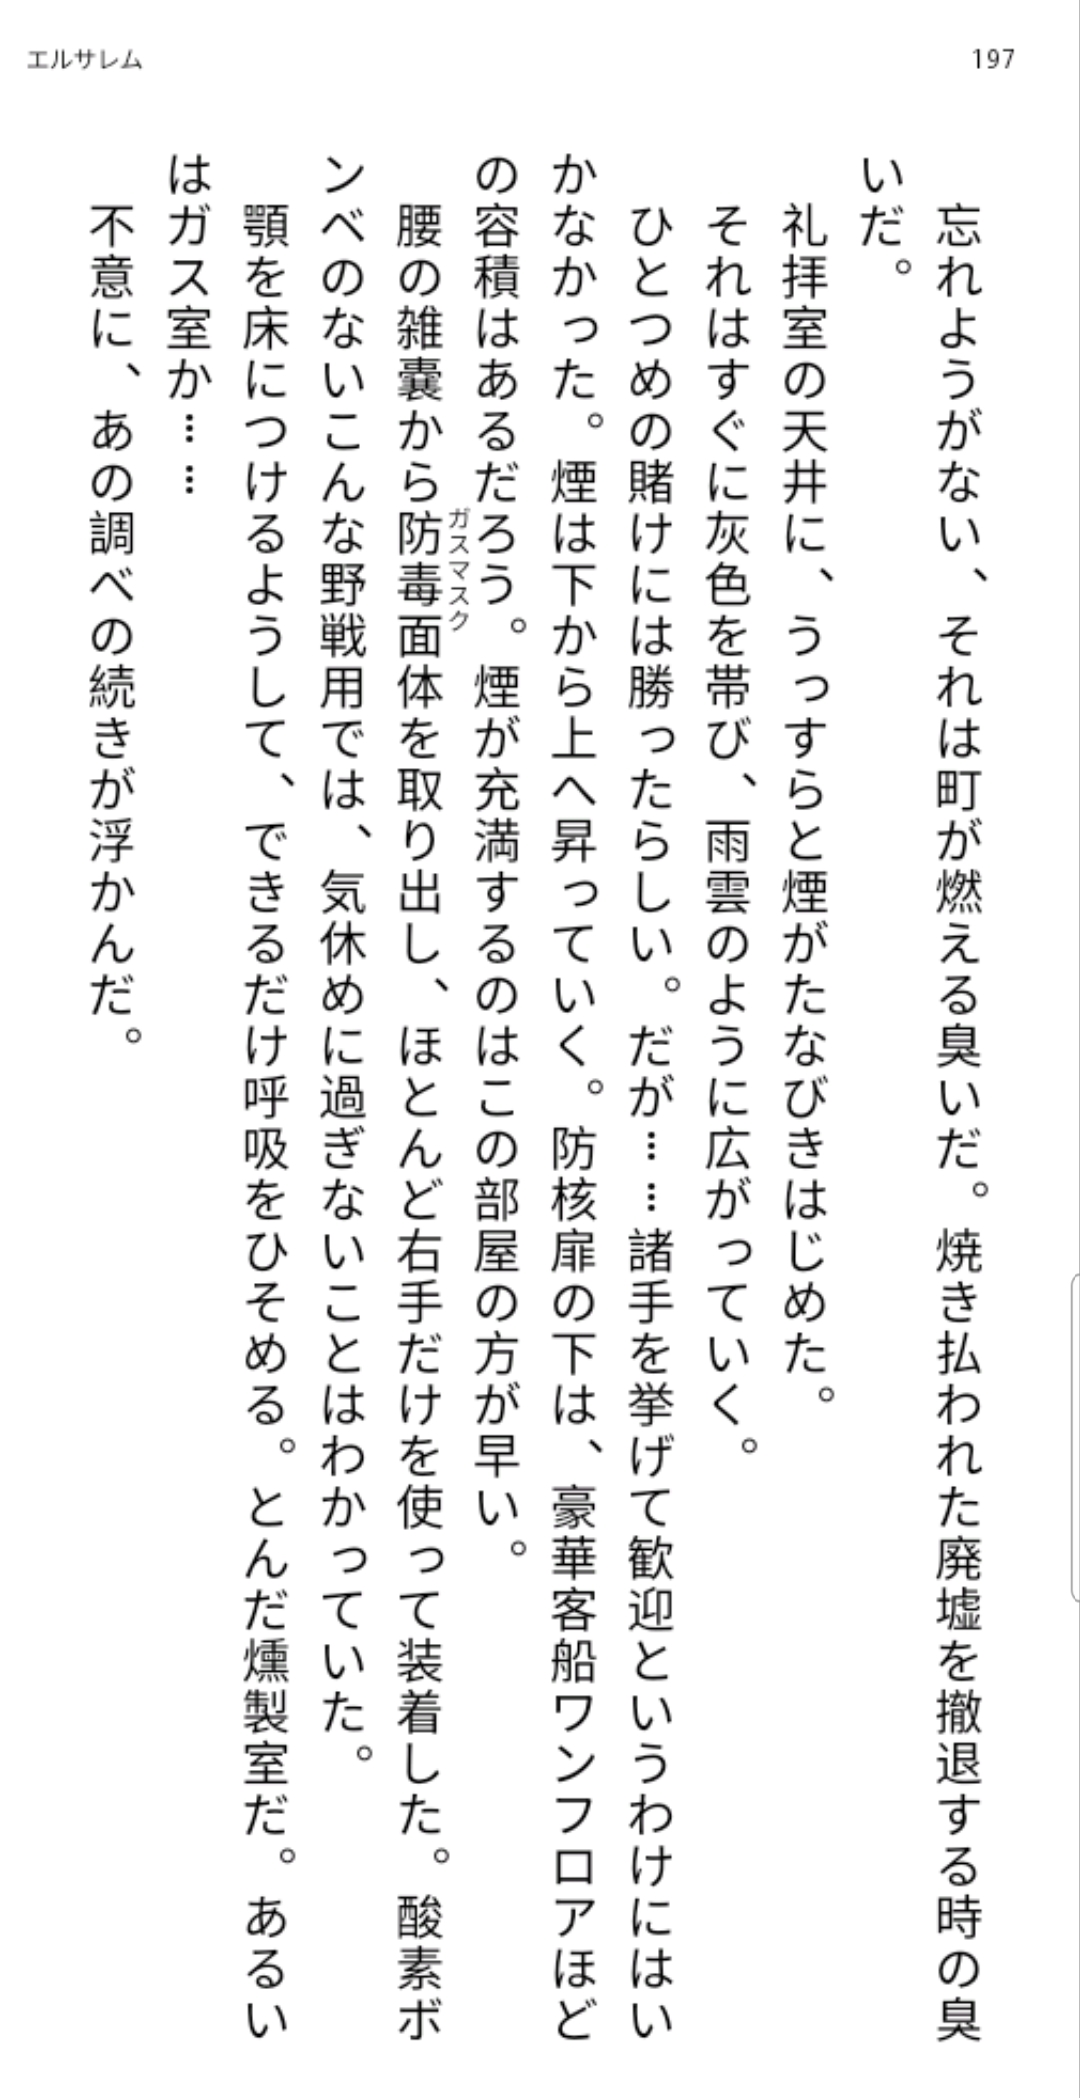 エルサレム
197
忘れようがない、それは町が燃える臭いだ。焼き払われた廃墟を撤退する時の臭
いだ。
礼拝室の天井に、うっすらと煙がたなびきはじめた。
それはすぐに灰色を帯び、雨雲のように広がっていく。
ひとつめの賭けには勝ったらしい。だが……諸手を挙げて歓迎というわけにはい
かなかった。煙は下から上へ昇っていく。防核扉の下は、豪華客船ワンフロアほど
の容積はあるだろう。煙が充満するのはこの部屋の方が早い。
ガスマスク
腰の雑嚢から防毒面体を取り出し、ほとんど右手だけを使って装着した。酸素ボ
ンベのないこんな野戦用では、気休めに過ぎないことはわかっていた。
顎を床につけるようして、できるだけ呼吸をひそめる。とんだ燻製室だ。あるい
はガス室か……
不意に、あの調べの続きが浮かんだ。